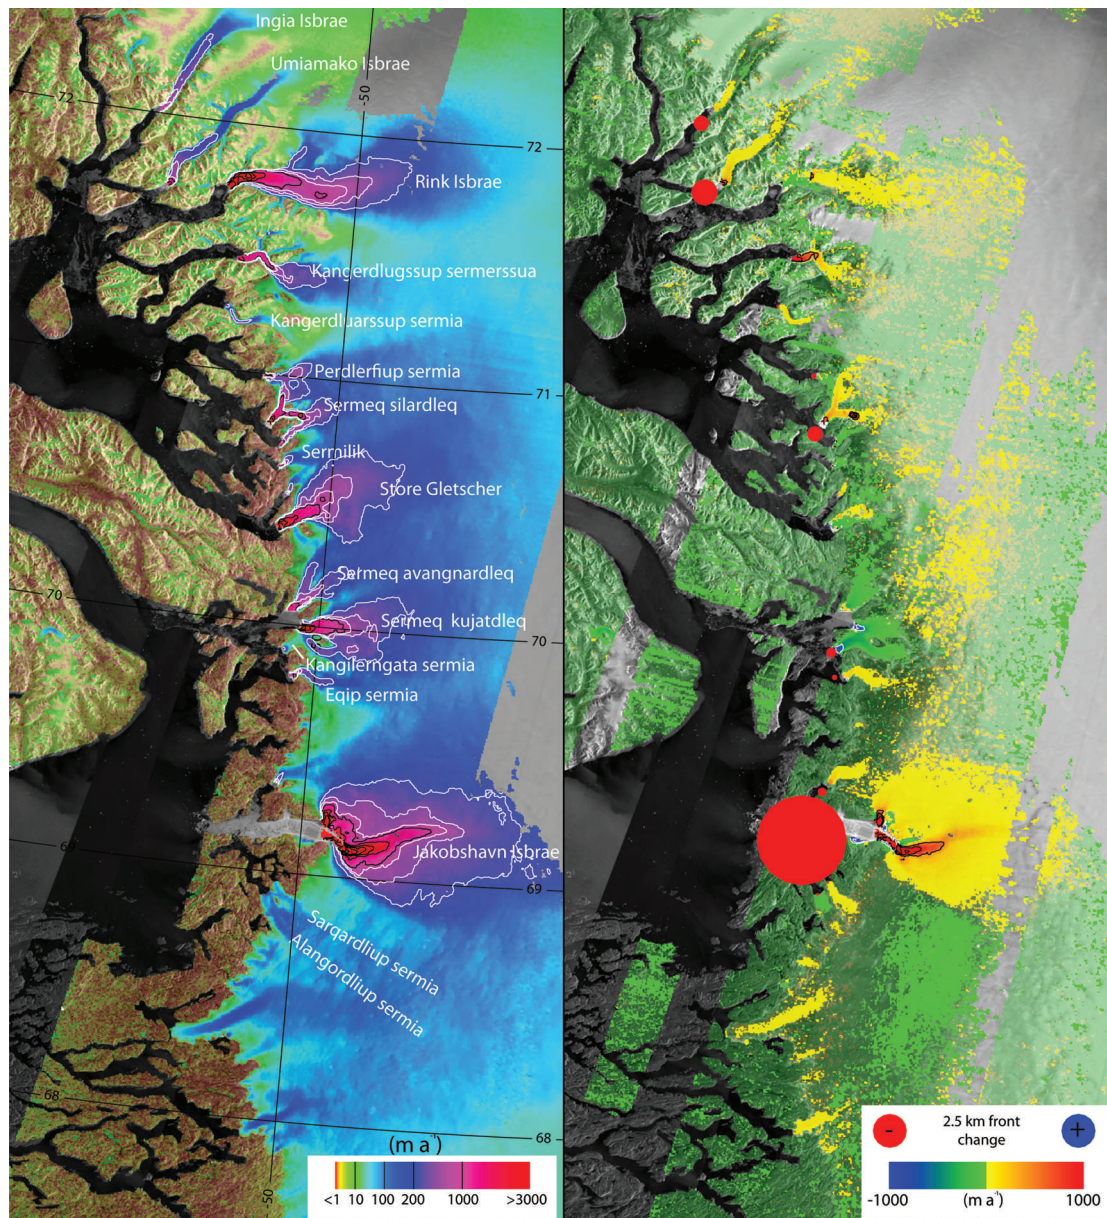 Ingia Isbrae
Umiamako Isbrae
-50
72
72
Rink Isbrae
Kangerdlugssup sermerssua
Kangerdluarssup sermia
Perdlerfiup sermia
71
Sermeq silardleq
Sermilik
Store Gletscher
Sermeq avangnardleq
70
Sermeq kujatdleq
70
Kangilerngata sermia
Eqip sermia
69
Jakobshavn Isbrae
69
Sarqardliup sermia
Alangordliup sermia
68
68
(m a⁻¹)
-50
<1 10 100 200 1000 >3000
- 2.5 km front +
change
-1000 (m a⁻¹) 1000